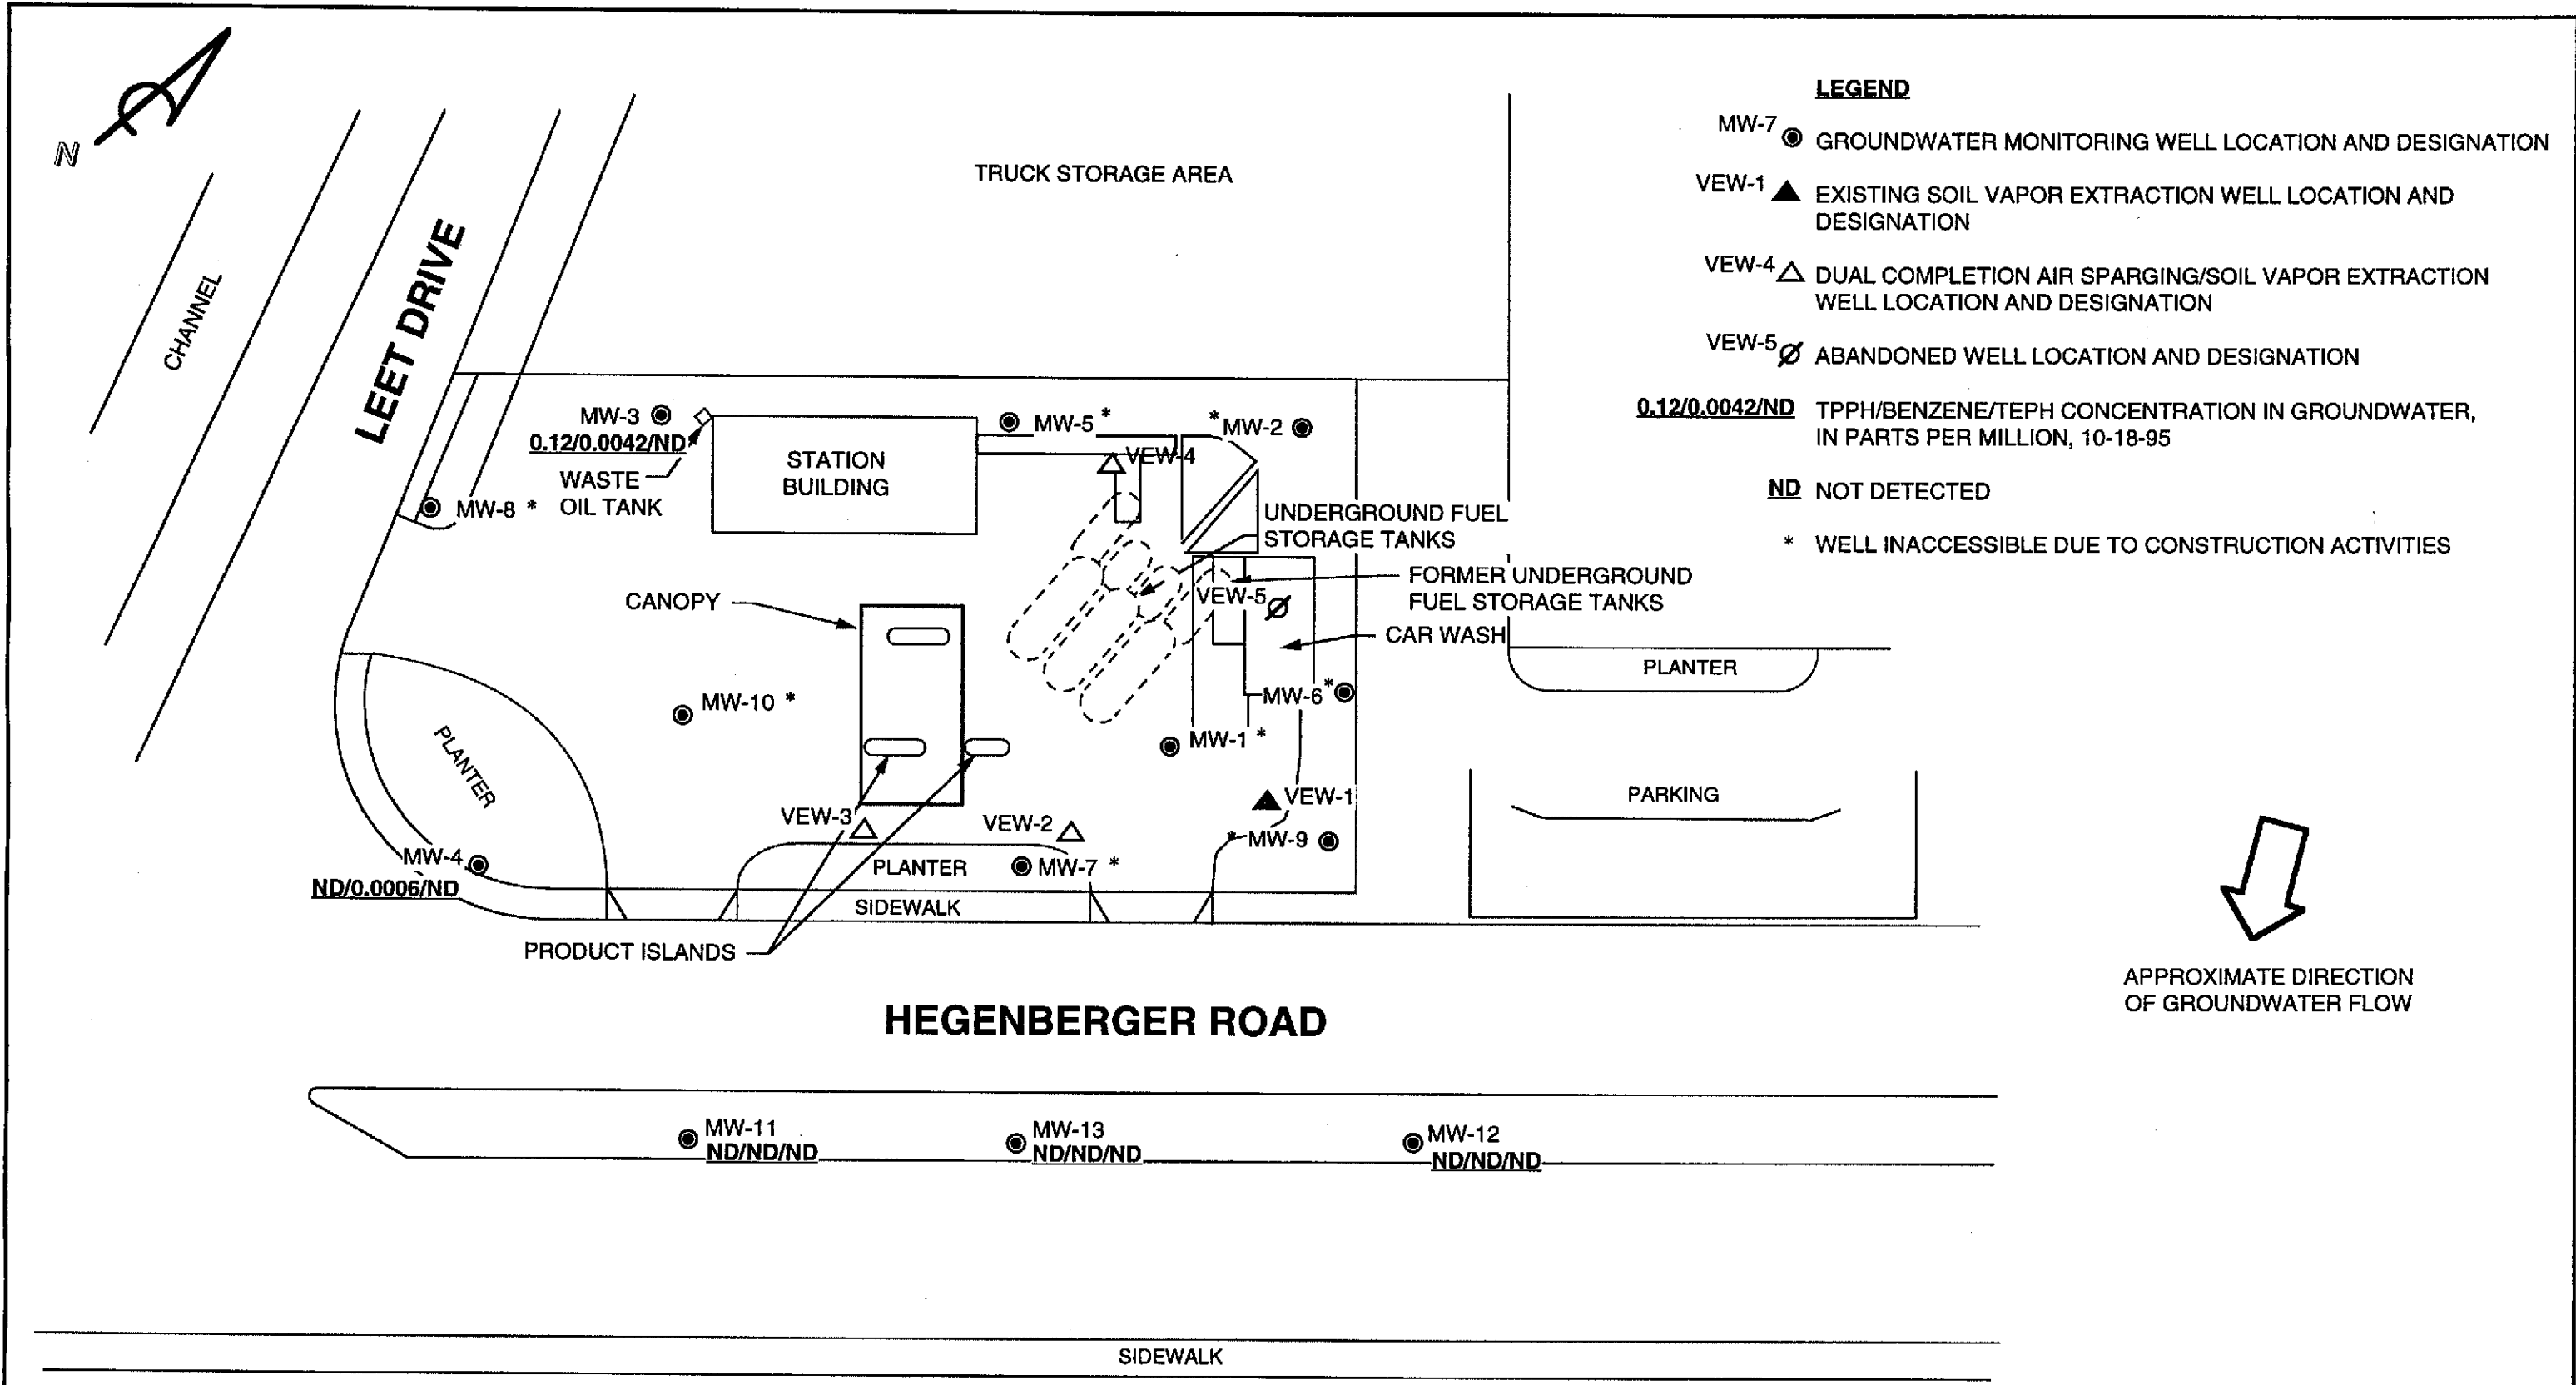 N
LEGEND
MW-7
GROUNDWATER MONITORING WELL LOCATION AND DESIGNATION
VEW-1
EXISTING SOIL VAPOR EXTRACTION WELL LOCATION AND
DESIGNATION
VEW-4
DUAL COMPLETION AIR SPARGING/SOIL VAPOR EXTRACTION
WELL LOCATION AND DESIGNATION
VEW-5
ABANDONED WELL LOCATION AND DESIGNATION
0.12/0.0042/ND TPPH/BENZENE/TEPH CONCENTRATION IN GROUNDWATER,
IN PARTS PER MILLION, 10-18-95
ND NOT DETECTED
* WELL INACCESSIBLE DUE TO CONSTRUCTION ACTIVITIES
TRUCK STORAGE AREA
CHANNEL
LEET DRIVE
MW-3
0.12/0.0042/ND
WASTE
OIL TANK
MW-8 *
STATION
BUILDING
MW-5 *
* MW-2
VEW-4
UNDERGROUND FUEL
STORAGE TANKS
FORMER UNDERGROUND
FUEL STORAGE TANKS
VEW-5
CAR WASH
CANOPY
MW-10 *
MW-6 *
MW-1 *
PLANTER
PLANTER
PARKING
VEW-3
VEW-2
VEW-1
* MW-9
MW-4
ND/0.0006/ND
PLANTER
MW-7 *
SIDEWALK
PRODUCT ISLANDS
APPROXIMATE DIRECTION
OF GROUNDWATER FLOW
HEGENBERGER ROAD
MW-11
ND/ND/ND
MW-13
ND/ND/ND
MW-12
ND/ND/ND
SIDEWALK